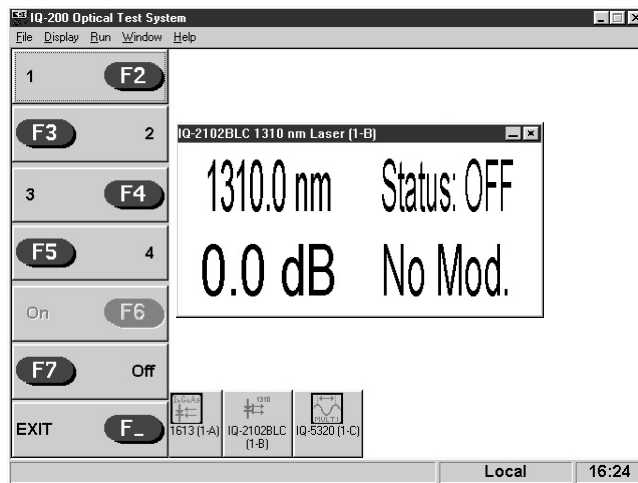 IQ-200 Optical Test System
File Display Run Window Help
1 F2
F3 2
3 F4
F5 4
On F6
F7 Off
EXIT F_
IQ-2102BLC 1310 nm Laser (1-B)
1310.0 nm Status: OFF
0.0 dB No Mod.
InGaAs
1613 (1-A)
1310
IQ-2102BLC
(1-B)
MULTI
IQ-5320 (1-C)
Local 16:24